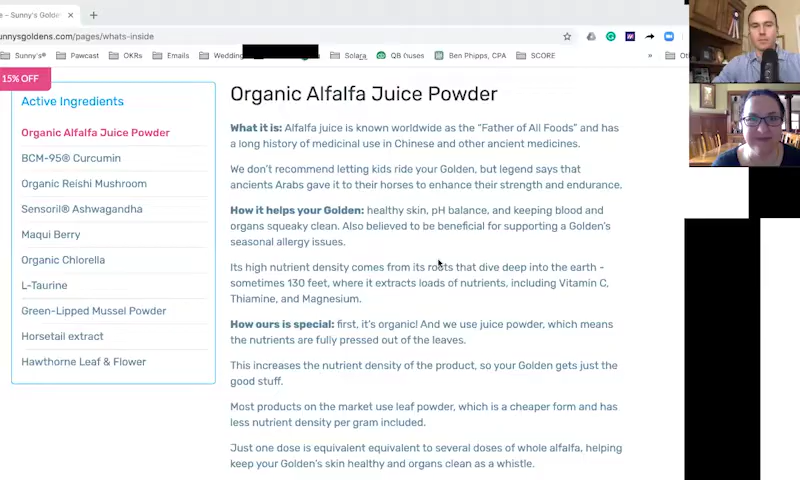 e – Sunny's Golde
unnysgoldens.com/pages/whats-inside
Sunny's® Pawcast OKRs Emails Wedding Solara QB Guses Ben Phipps, CPA SCORE » Ot
15% OFF
Active Ingredients
Organic Alfalfa Juice Powder
BCM-95® Curcumin
Organic Reishi Mushroom
Sensoril® Ashwagandha
Maqui Berry
Organic Chlorella
L-Taurine
Green-Lipped Mussel Powder
Horsetail extract
Hawthorne Leaf & Flower
Organic Alfalfa Juice Powder
What it is: Alfalfa juice is known worldwide as the "Father of All Foods" and has
a long history of medicinal use in Chinese and other ancient medicines.
We don't recommend letting kids ride your Golden, but legend says that
ancients Arabs gave it to their horses to enhance their strength and endurance.
How it helps your Golden: healthy skin, pH balance, and keeping blood and
organs squeaky clean. Also believed to be beneficial for supporting a Golden's
seasonal allergy issues.
Its high nutrient density comes from its roots that dive deep into the earth -
sometimes 130 feet, where it extracts loads of nutrients, including Vitamin C,
Thiamine, and Magnesium.
How ours is special: first, it's organic! And we use juice powder, which means
the nutrients are fully pressed out of the leaves.
This increases the nutrient density of the product, so your Golden gets just the
good stuff.
Most products on the market use leaf powder, which is a cheaper form and has
less nutrient density per gram included.
Just one dose is equivalent equivalent to several doses of whole alfalfa, helping
keep your Golden's skin healthy and organs clean as a whistle.